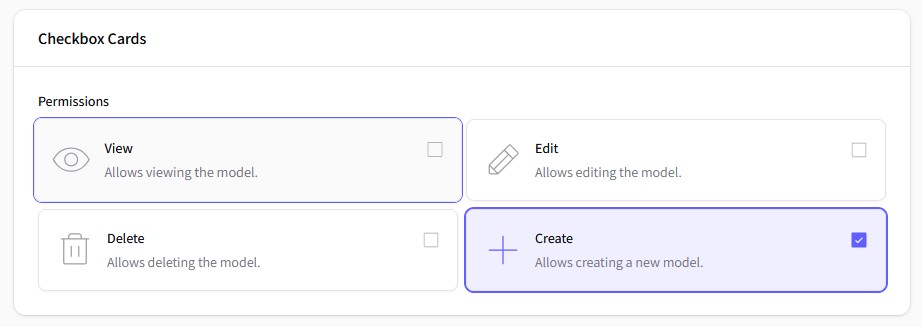 Checkbox Cards
Permissions
View
Allows viewing the model.
Edit
Allows editing the model.
Delete
Allows deleting the model.
Create
Allows creating a new model.